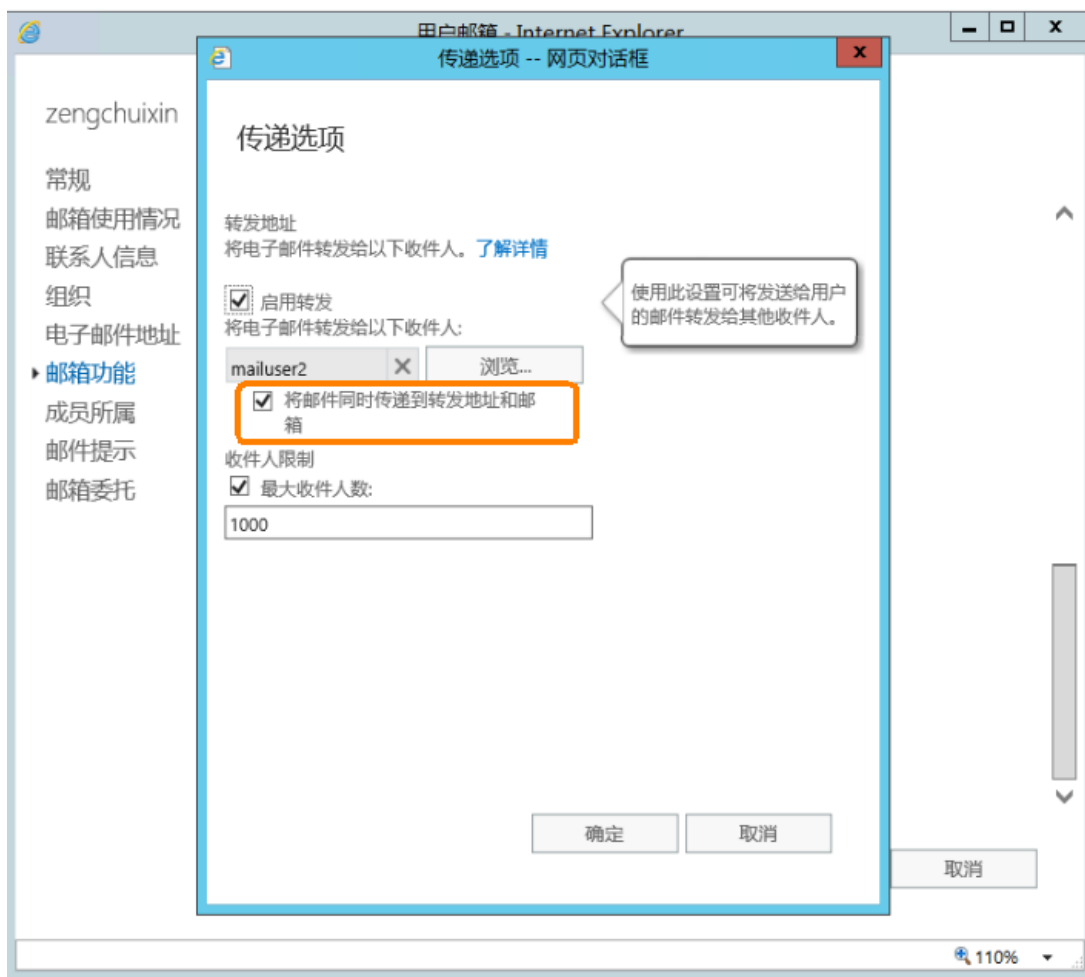 用户邮箱 - Internet Explorer
传递选项 -- 网页对话框
zengchuixin
常规
邮箱使用情况
联系人信息
组织
电子邮件地址
邮箱功能
成员所属
邮件提示
邮箱委托
传递选项
转发地址
将电子邮件转发给以下收件人。了解详情
启用转发
将电子邮件转发给以下收件人:
mailuser2
浏览...
将邮件同时传递到转发地址和邮
箱
收件人限制
最大收件人数:
1000
使用此设置可将发送给用户
的邮件转发给其他收件人。
确定
取消
取消
110%